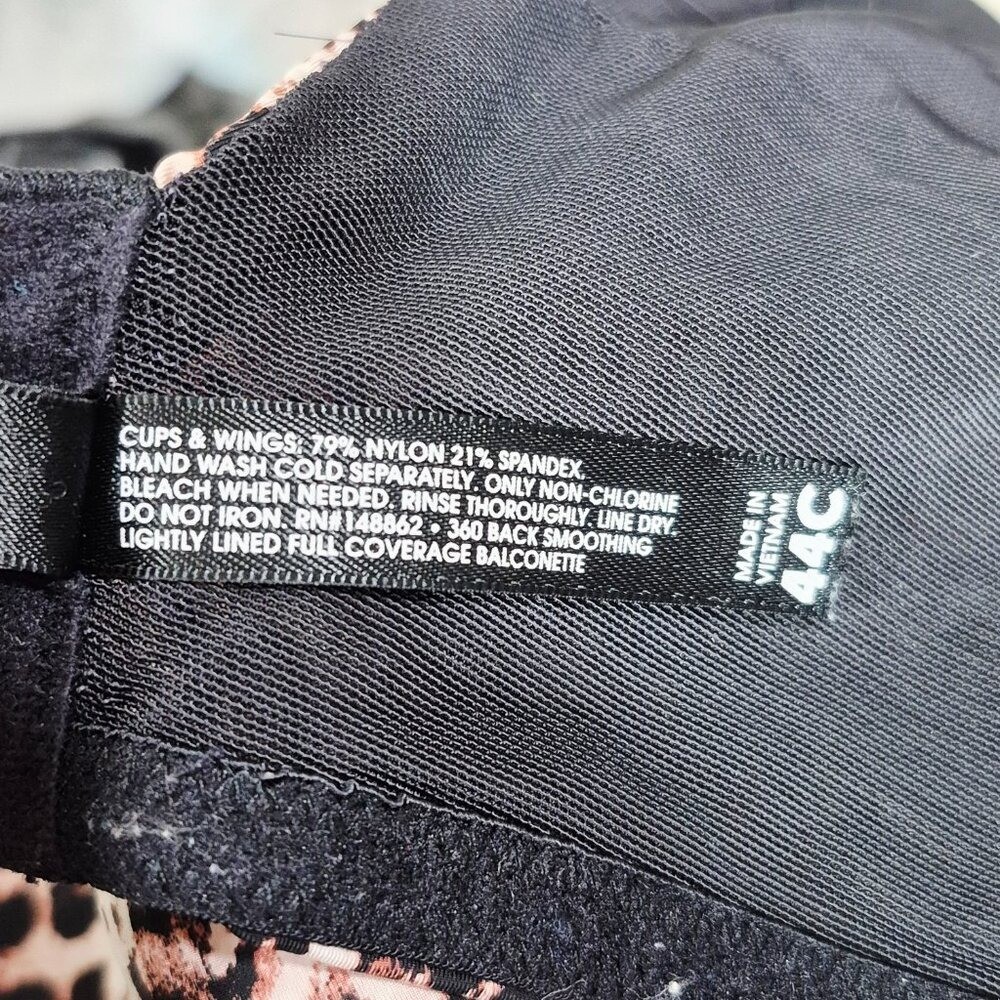 CUPS & WINGS: 79% NYLON 21% SPANDEX.
HAND WASH COLD SEPARATELY. ONLY NON-CHLORINE
BLEACH WHEN NEEDED. RINSE THOROUGHLY. LINE DRY.
DO NOT IRON. RN#148862 • 360 BACK SMOOTHING
LIGHTLY LINED FULL COVERAGE BALCONETTE
MADE IN
VIETNAM
44C